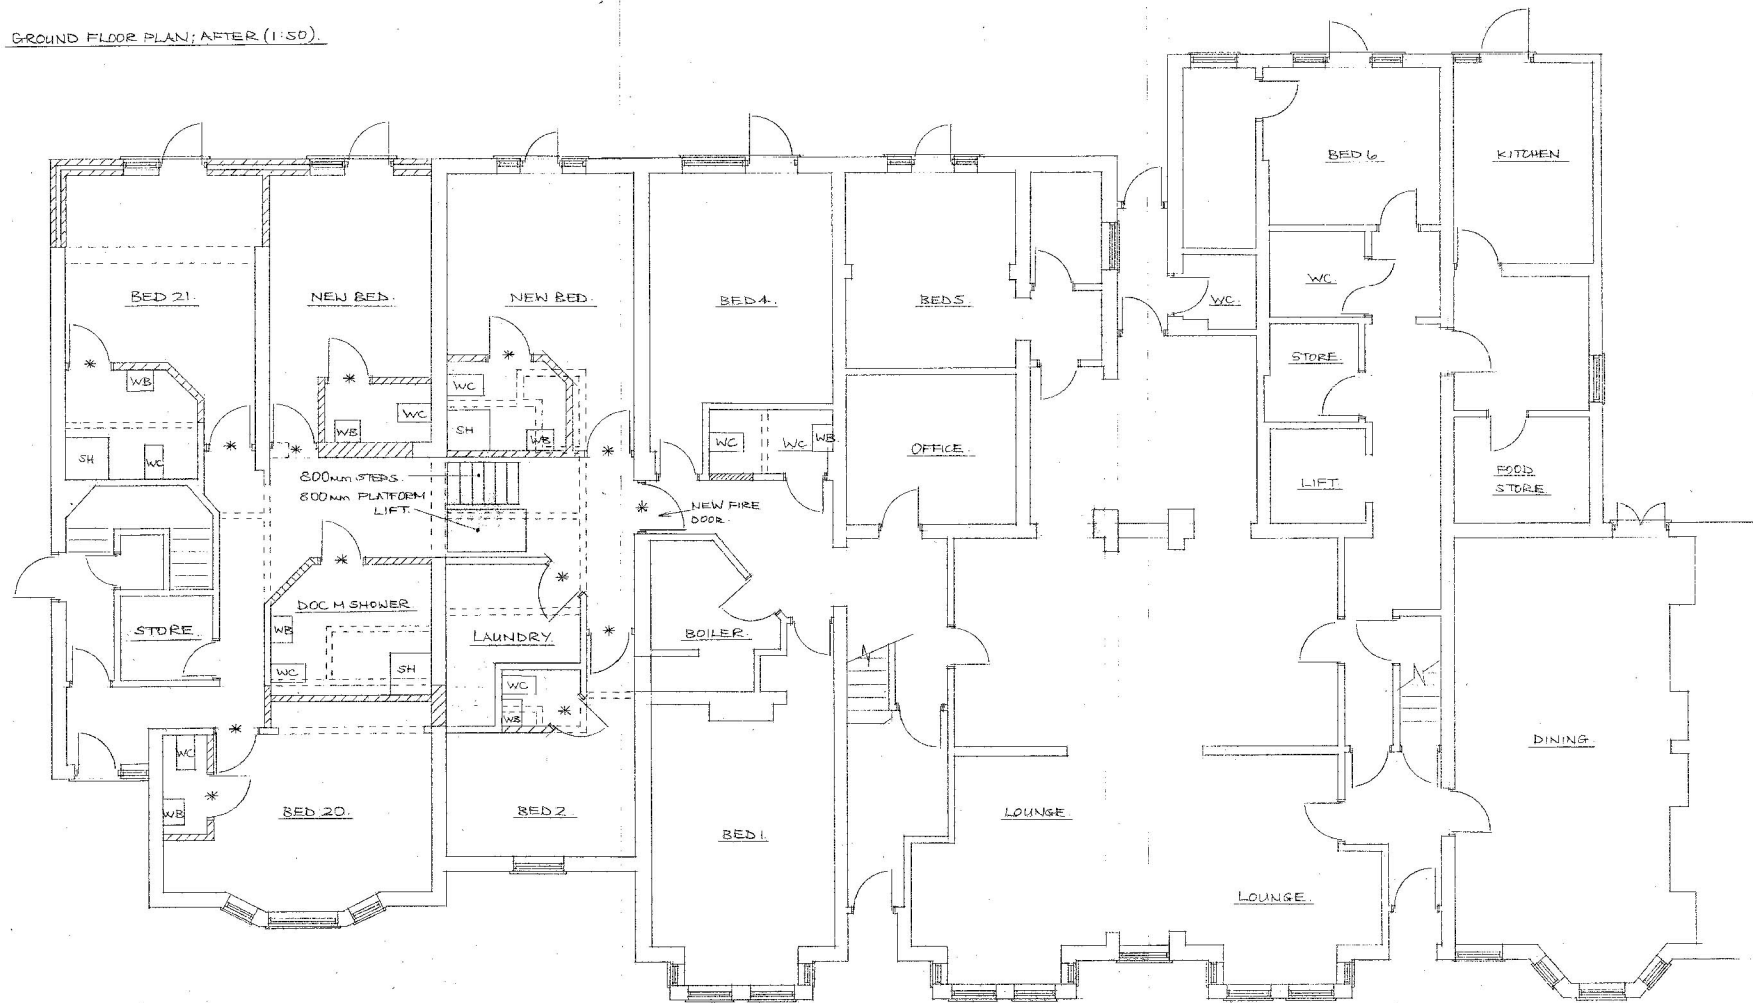 GROUND FLOOR PLAN; AFTER (1:50).
BED 6
KITCHEN
BED 21.
NEW BED.
NEW BED.
BED 4.
BED 5
WC.
WC.
STORE.
WB
WC
WC
WB
SH
WB
WC
WC
WB
OFFICE.
SH
WC
LIFT.
FOOD
STORE
800mm STEPS.
800mm PLATFORM
LIFT.
NEW FIRE
DOOR.
DOC M SHOWER.
STORE.
WB
LAUNDRY.
BOILER.
WC
SH
WC
WB
WC
WB
BED 20.
BED 2.
BED 1.
LOUNGE.
DINING.
LOUNGE.